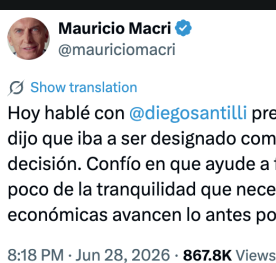 Mauricio Macri
@mauriciomacri
Show translation
Hoy hablé con @diegosantilli pre
dijo que iba a ser designado com
decisión. Confío en que ayude a
poco de la tranquilidad que nece
económicas avancen lo antes po
8:18 PM · Jun 28, 2026 · 867.8K Views